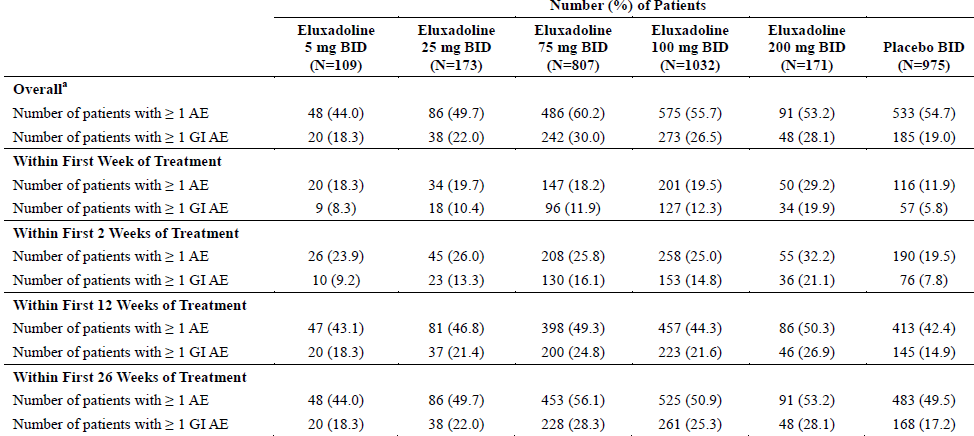 Number (%) of Patients
Eluxadoline 5 mg BID (N=109) Eluxadoline 25 mg BID (N=173) Eluxadoline 75 mg BID (N=807) Eluxadoline 100 mg BID (N=1032) Eluxadoline 200 mg BID (N=171) Placebo BID (N=975)
Overallᵃ
Number of patients with ≥ 1 AE 48 (44.0) 86 (49.7) 486 (60.2) 575 (55.7) 91 (53.2) 533 (54.7)
Number of patients with ≥ 1 GI AE 20 (18.3) 38 (22.0) 242 (30.0) 273 (26.5) 48 (28.1) 185 (19.0)
Within First Week of Treatment
Number of patients with ≥ 1 AE 20 (18.3) 34 (19.7) 147 (18.2) 201 (19.5) 50 (29.2) 116 (11.9)
Number of patients with ≥ 1 GI AE 9 (8.3) 18 (10.4) 96 (11.9) 127 (12.3) 34 (19.9) 57 (5.8)
Within First 2 Weeks of Treatment
Number of patients with ≥ 1 AE 26 (23.9) 45 (26.0) 208 (25.8) 258 (25.0) 55 (32.2) 190 (19.5)
Number of patients with ≥ 1 GI AE 10 (9.2) 23 (13.3) 130 (16.1) 153 (14.8) 36 (21.1) 76 (7.8)
Within First 12 Weeks of Treatment
Number of patients with ≥ 1 AE 47 (43.1) 81 (46.8) 398 (49.3) 457 (44.3) 86 (50.3) 413 (42.4)
Number of patients with ≥ 1 GI AE 20 (18.3) 37 (21.4) 200 (24.8) 223 (21.6) 46 (26.9) 145 (14.9)
Within First 26 Weeks of Treatment
Number of patients with ≥ 1 AE 48 (44.0) 86 (49.7) 453 (56.1) 525 (50.9) 91 (53.2) 483 (49.5)
Number of patients with ≥ 1 GI AE 20 (18.3) 38 (22.0) 228 (28.3) 261 (25.3) 48 (28.1) 168 (17.2)